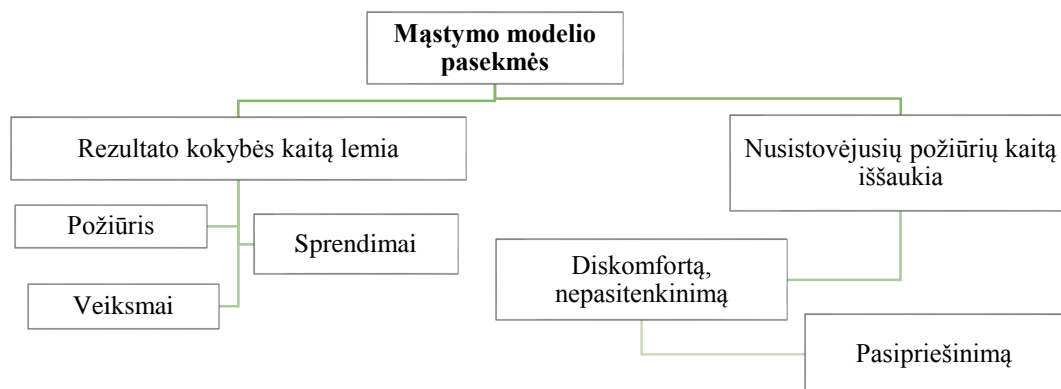 Mąstymo modelio
pasekmės
Rezultato kokybės kaitą lemia
Nusistovėjusių požiūrių kaitą
iššaukia
Požiūris
Sprendimai
Veiksmai
Diskomfortą,
nepasitenkinimą
Pasipriešinimą